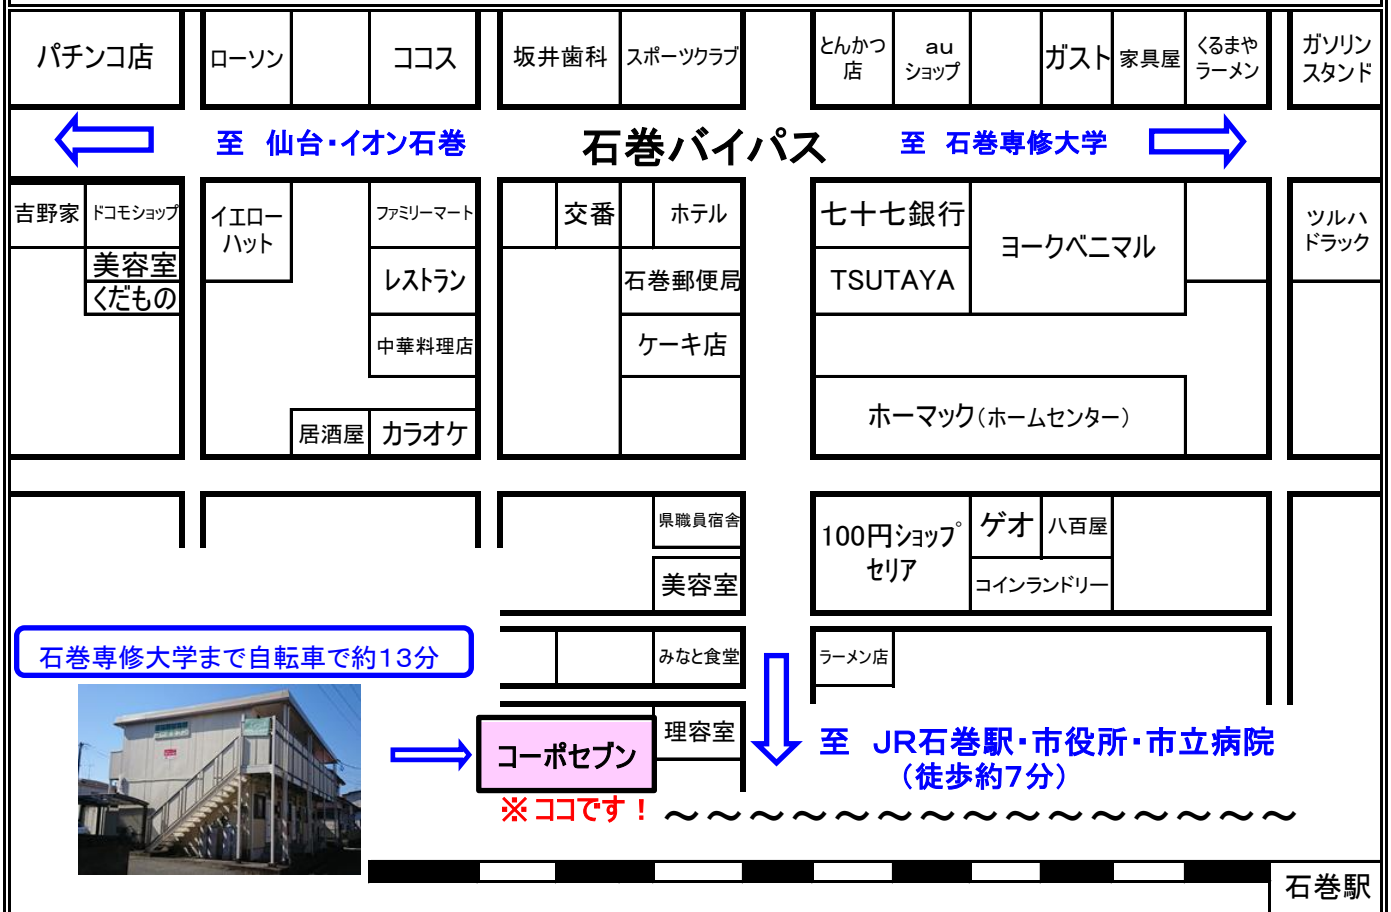 パチンコ店
ローソン
ココス
坂井歯科
スポーツクラブ
とんかつ
店
au
ショップ
ガスト
家具屋
くるまや
ラーメン
ガソリン
スタンド
至 仙台・イオン石巻
石巻バイパス
至 石巻専修大学
吉野家
ドコモショップ
美容室
くだもの
イエロー
ハット
ファミリーマート
レストラン
中華料理店
居酒屋
カラオケ
交番
ホテル
石巻郵便局
ケーキ店
七十七銀行
TSUTAYA
ヨークベニマル
ホーマック(ホームセンター)
ツルハ
ドラック
県職員宿舎
美容室
100円ショップ
セリア
ゲオ
八百屋
コインランドリー
石巻専修大学まで自転車で約13分
みなと食堂
ラーメン店
理容室
コーポセブン
※ココです!
至 JR石巻駅・市役所・市立病院
(徒歩約7分)
~~~~~~~~~~~~~~~
石巻駅